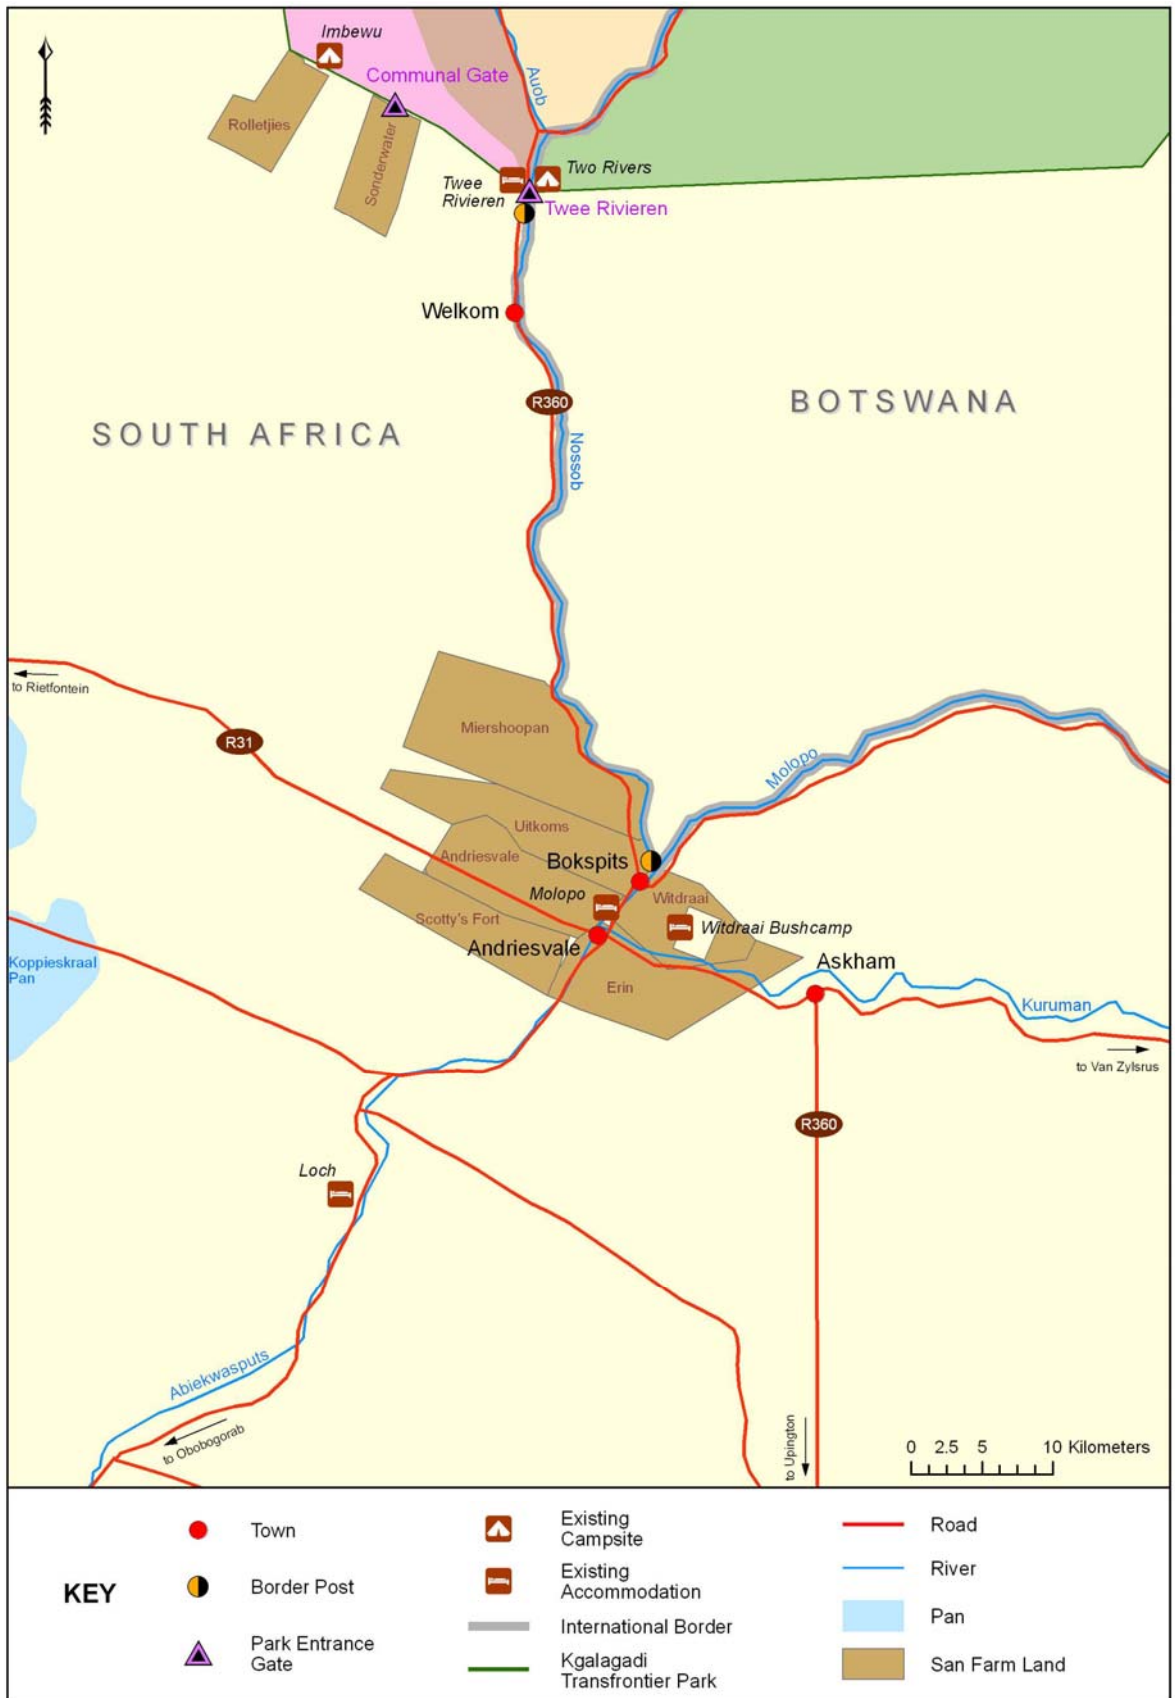 Imbewu
Communal Gate
Auob
Rolletjies
Sonderwater
Two Rivers
Twee
Rivieren
Twee Rivieren
Welkom
R360
BOTSWANA
SOUTH AFRICA
Nossob
to Rietfontein
Miershoopan
R31
Molopo
Uitkoms
Andriesvale
Bokspits
Molopo
Witdraai
Scotty's Fort
Witdraai Bushcamp
Andriesvale
Koppieskraal
Pan
Askham
Erin
Kuruman
to Van Zylsrus
R360
Loch
Abiekwasputs
to Obobogorab
to Upington
0 2.5 5 10 Kilometers
KEY
Town
Border Post
Park Entrance
Gate
Existing
Campsite
Existing
Accommodation
International Border
Kgalagadi
Transfrontier Park
Road
River
Pan
San Farm Land